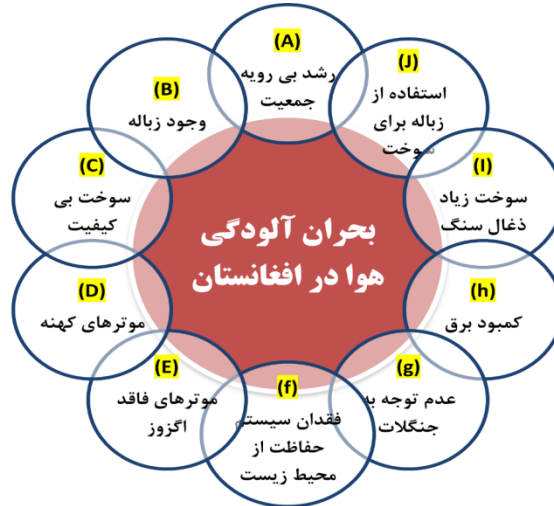 (A)
رشد بی رویه
جمعیت
(B)
وجود زباله
(C)
سوخت بی
کیفیت
(D)
موترهای کهنه
(E)
موترهای فاقد
اگزوز
(f)
فقدان سیستم
حفاظت از
محیط زیست
(g)
عدم توجه به
جنگلات
(h)
کمبود برق
(I)
سوخت زیاد
ذغال سنگ
(J)
استفاده از
زباله برای
سوخت
بحران آلودگی
هوا در افغانستان